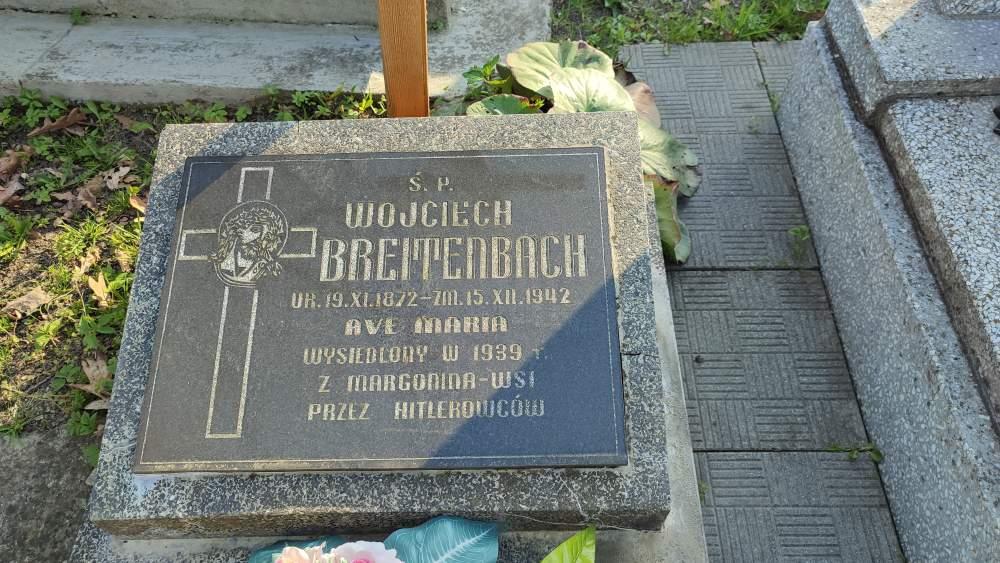 Ś. P.
WOJCIECH
BREITENBACH
UR. 19. XI. 1872 – ZM. 15. XII. 1942
AVE MARIA
WYSIEDLONY W 1939 r.
Z MARGONINA-WSI
PRZEZ HITLEROWCÓW